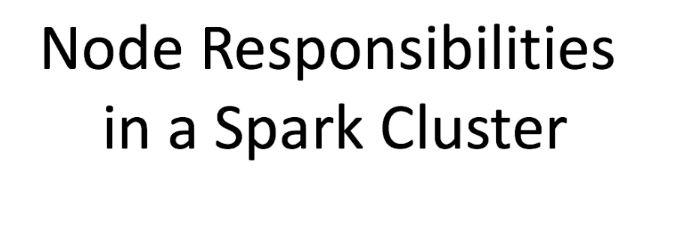 Node Responsibilities
in a Spark Cluster